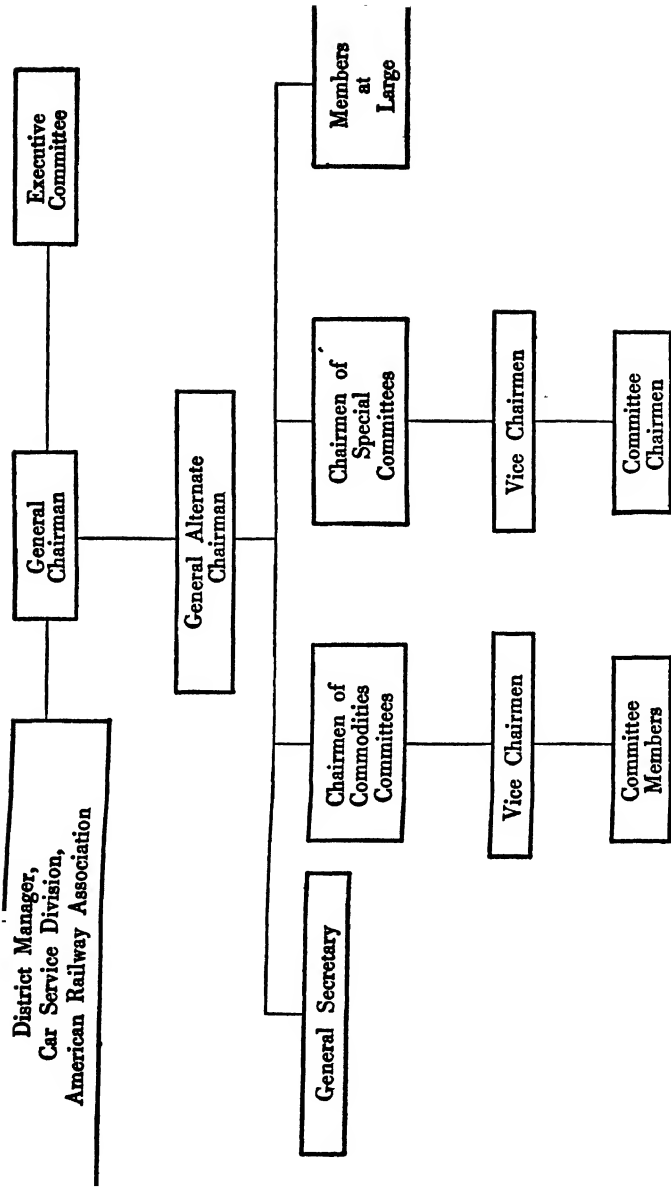 District Manager,
Car Service Division,
American Railway Association
General
Chairman
Executive
Committee
General Alternate
Chairman
General Secretary
Chairmen of
Commodities
Committees
Chairmen of
Special
Committees
Members
at
Large
Vice Chairmen
Vice Chairmen
Committee
Members
Committee
Chairmen